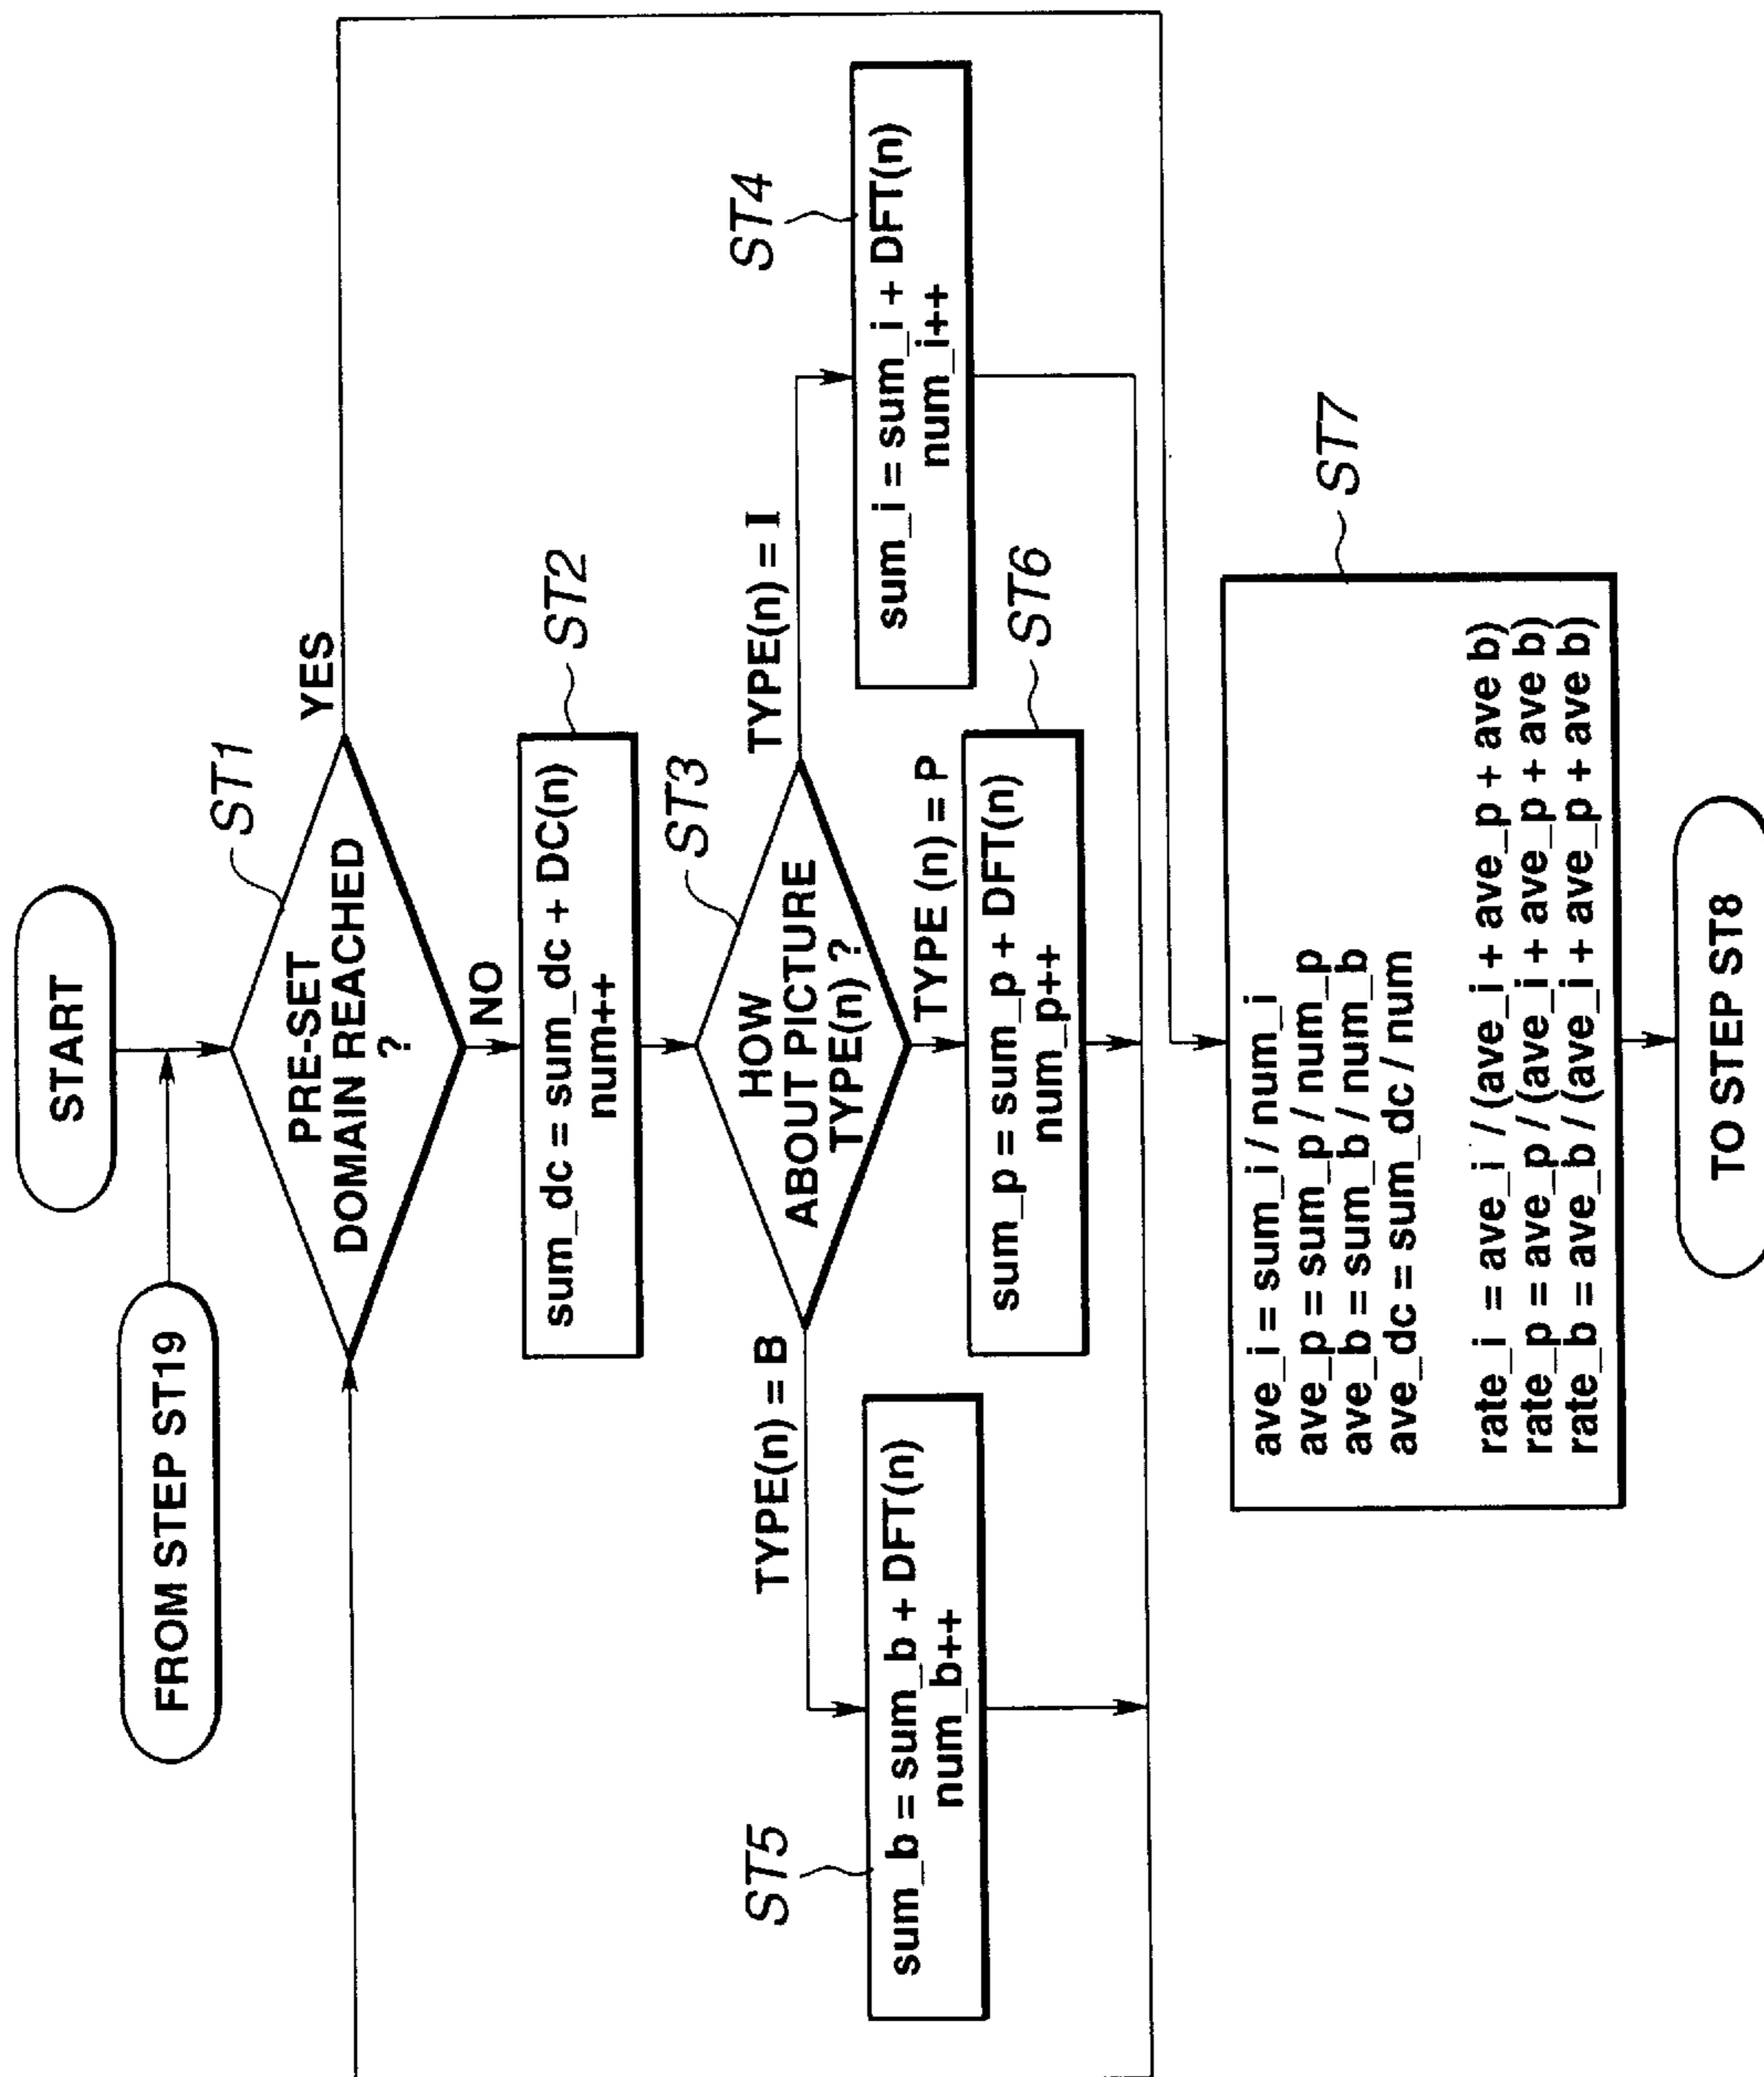 START
FROM STEP ST19
ST1
PRE-SET
DOMAIN REACHED
?
YES
NO
ST2
sum_dc = sum_dc + DC(n)
num++
ST3
HOW
ABOUT PICTURE
TYPE(n) ?
TYPE(n) = B
TYPE(n) = I
TYPE (n) = P
ST5
sum_b = sum_b + DFT(n)
num_b++
ST4
sum_i = sum_i + DFT(n)
num_i++
ST6
sum_p = sum_p + DFT(n)
num_p++
ST7
ave_i = sum_i / num_i
ave_p = sum_p / num_p
ave_b = sum_b / num_b
ave_dc = sum_dc / num
rate_i = ave_i / (ave_i + ave_p + ave b)
rate_p = ave_p / (ave_i + ave_p + ave b)
rate_b = ave_b / (ave_i + ave_p + ave b)
TO STEP ST8